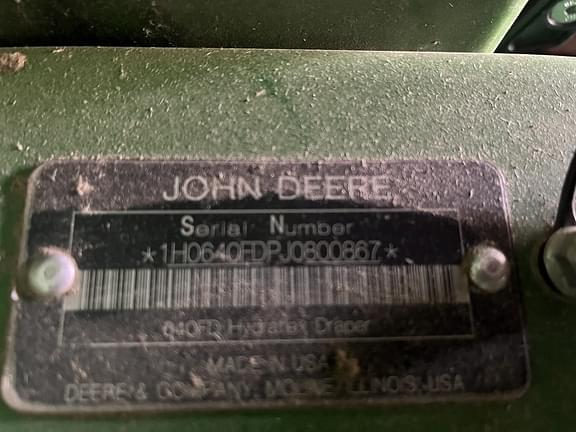 JOHN DEERE
Serial Number
*1H0640FDPJ0800867*
640FD Hydraflex Draper
MADE IN USA
DEERE & COMPANY, MOLINE, ILLINOIS, USA